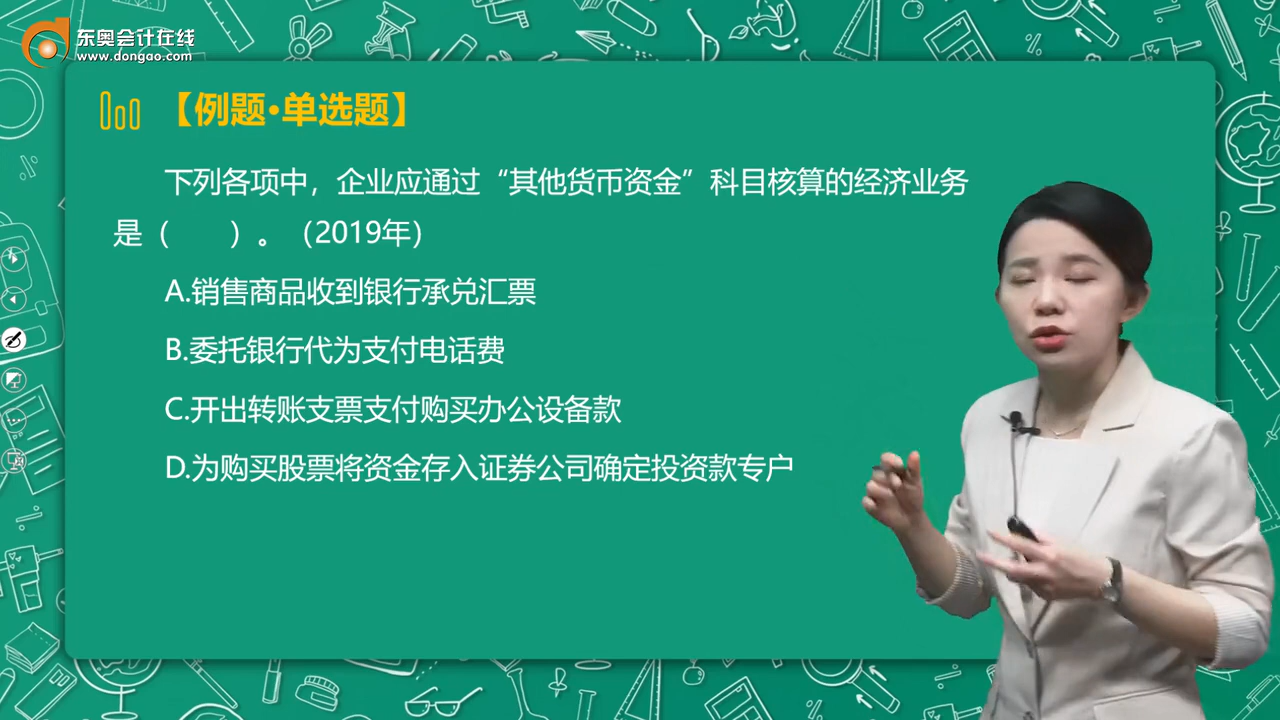 东奥会计在线
www.dongao.com
【例题•单选题】
下列各项中，企业应通过“其他货币资金”科目核算的经济业务
是（　　）。（2019年）
A.销售商品收到银行承兑汇票
B.委托银行代为支付电话费
C.开出转账支票支付购买办公设备款
D.为购买股票将资金存入证券公司确定投资款专户